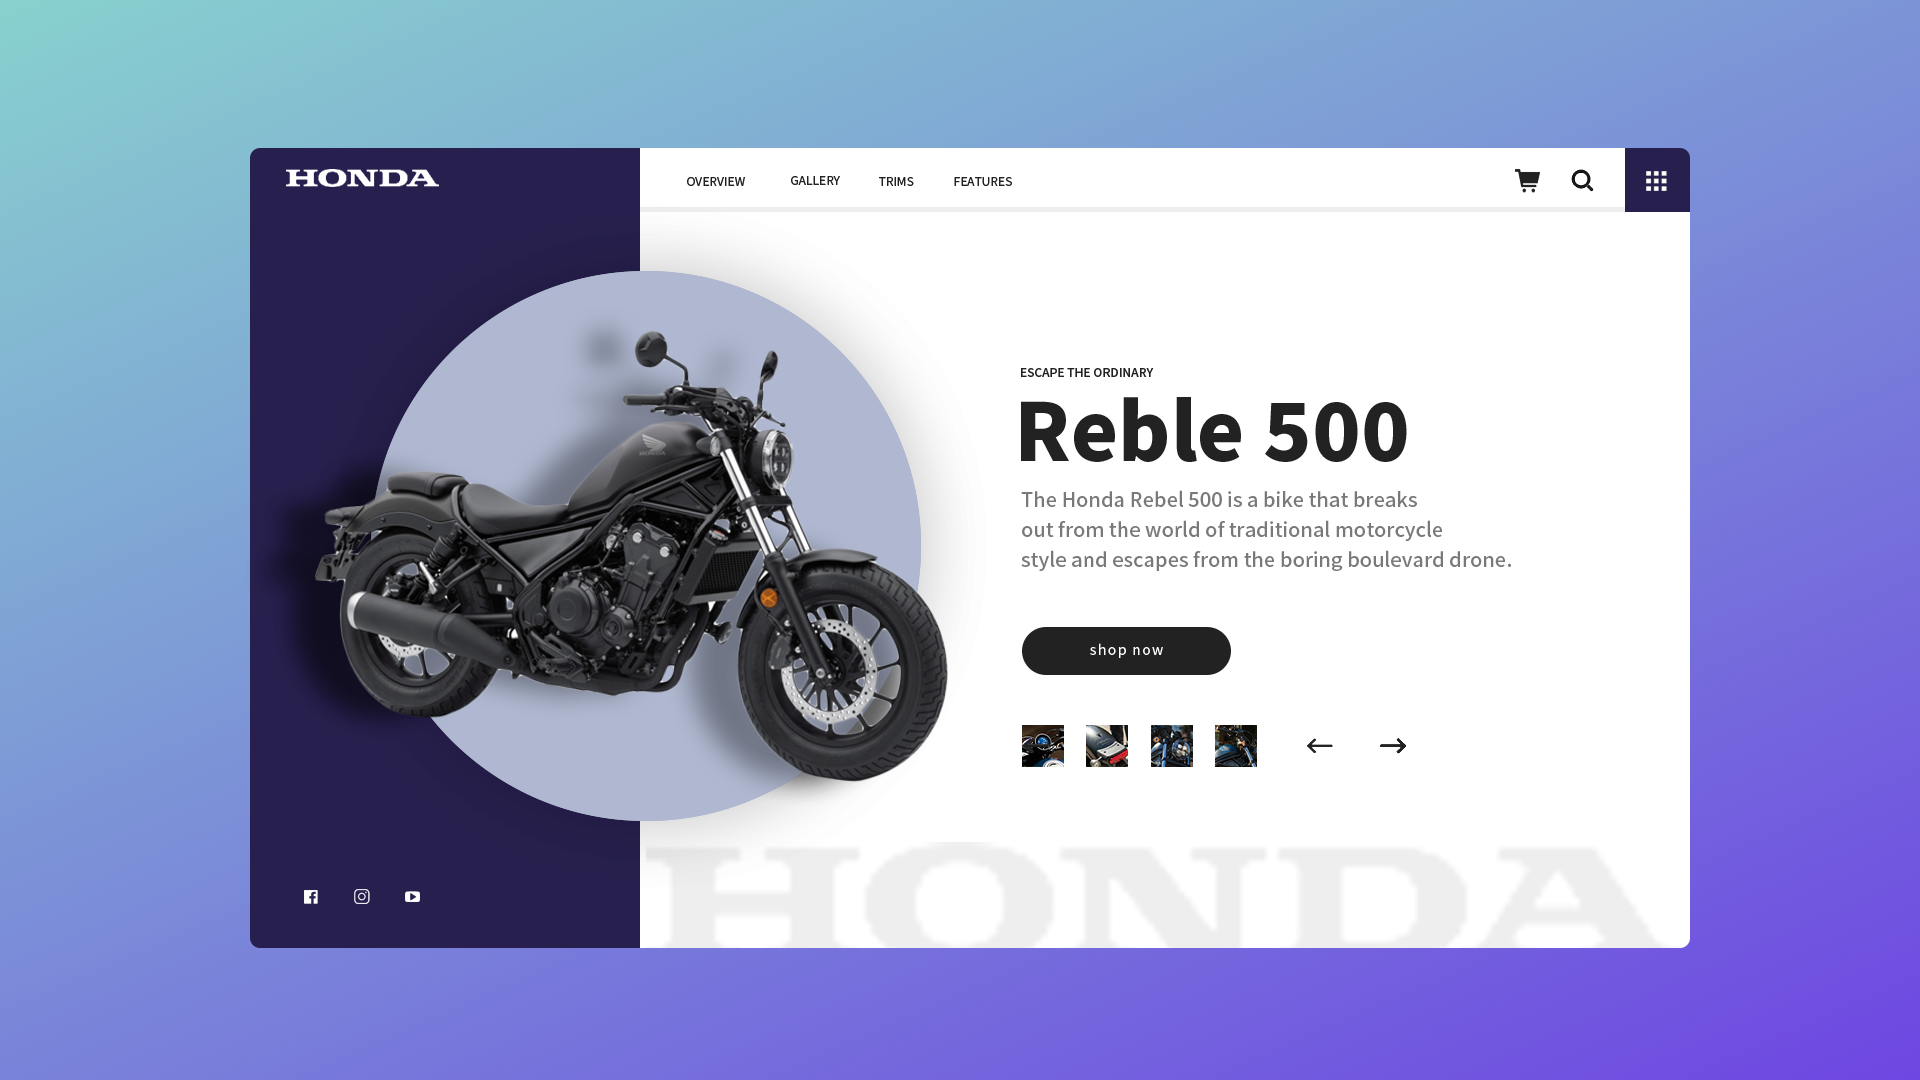 HONDA
OVERVIEW
GALLERY
TRIMS
FEATURES
ESCAPE THE ORDINARY
Reble 500
The Honda Rebel 500 is a bike that breaks
out from the world of traditional motorcycle
style and escapes from the boring boulevard drone.
shop now
HONDA
HONDA